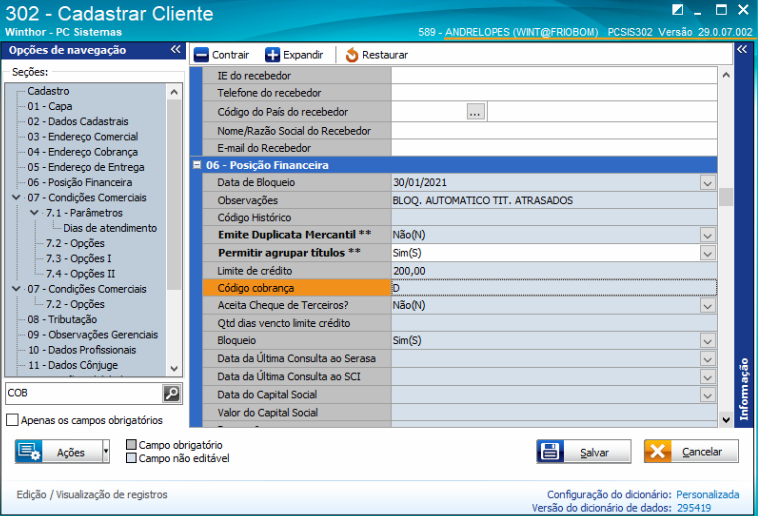 302 - Cadastrar Cliente
Winthor - PC Sistemas
589 - ANDRELOPES (WINT@FRIOBOM) PCSIS302 Versão 29.0.07.002
Opções de navegação
Seções:
Cadastro
01 - Capa
02 - Dados Cadastrais
03 - Endereço Comercial
04 - Endereço Cobrança
05 - Endereço de Entrega
06 - Posição Financeira
07 - Condições Comerciais
7.1 - Parâmetros
Dias de atendimento
7.2 - Opções
7.3 - Opções I
7.4 - Opções II
07 - Condições Comerciais
7.2 - Opções
08 - Tributação
09 - Observações Gerenciais
10 - Dados Profissionais
11 - Dados Cônjuge
COB
Apenas os campos obrigatórios
Contrair Expandir Restaurar
IE do recebedor
Telefone do recebedor
Código do País do recebedor ...
Nome/Razão Social do Recebedor
E-mail do Recebedor
06 - Posição Financeira
Data de Bloqueio 30/01/2021
Observações BLOQ. AUTOMATICO TIT. ATRASADOS
Código Histórico
Emite Duplicata Mercantil ** Não(N)
Permitir agrupar títulos ** Sim(S)
Limite de crédito 200,00
Código cobrança D
Aceita Cheque de Terceiros? Não(N)
Qtd dias vencto limite crédito
Bloqueio Sim(S)
Data da Última Consulta ao Serasa
Data da Última Consulta ao SCI
Data do Capital Social
Valor do Capital Social
Informação
Ações
Campo obrigatório
Campo não editável
Salvar
Cancelar
Edição / Visualização de registros
Configuração do dicionário: Personalizada
Versão do dicionário de dados: 295419